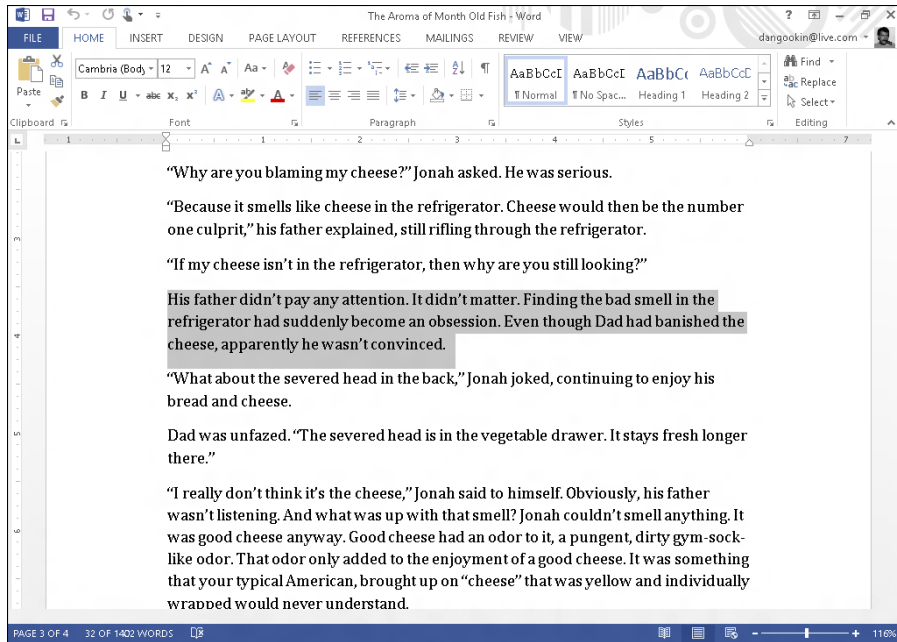 The Aroma of Month Old Fish - Word
FILE HOME INSERT DESIGN PAGE LAYOUT REFERENCES MAILINGS REVIEW VIEW dangookin@live.com
Paste
Cambria (Body 12 A A Aa
B I U abc X₂ X² A aby A
AaBbCcI AaBbCcI AaBbC AaBbCcD
¶ Normal ¶ No Spac... Heading 1 Heading 2
Find
Replace
Select
Clipboard Font Paragraph Styles Editing
L 1 1 2 3 4 5 7
“Why are you blaming my cheese?” Jonah asked. He was serious.
“Because it smells like cheese in the refrigerator. Cheese would then be the number
one culprit,” his father explained, still rifling through the refrigerator.
“If my cheese isn’t in the refrigerator, then why are you still looking?”
His father didn’t pay any attention. It didn’t matter. Finding the bad smell in the
refrigerator had suddenly become an obsession. Even though Dad had banished the
cheese, apparently he wasn’t convinced.
“What about the severed head in the back,” Jonah joked, continuing to enjoy his
bread and cheese.
Dad was unfazed. “The severed head is in the vegetable drawer. It stays fresh longer
there.”
“I really don’t think it’s the cheese,” Jonah said to himself. Obviously, his father
wasn’t listening. And what was up with that smell? Jonah couldn’t smell anything. It
was good cheese anyway. Good cheese had an odor to it, a pungent, dirty gym-sock-
like odor. That odor only added to the enjoyment of a good cheese. It was something
that your typical American, brought up on “cheese” that was yellow and individually
wrapped would never understand.
PAGE 3 OF 4 32 OF 1402 WORDS 116%